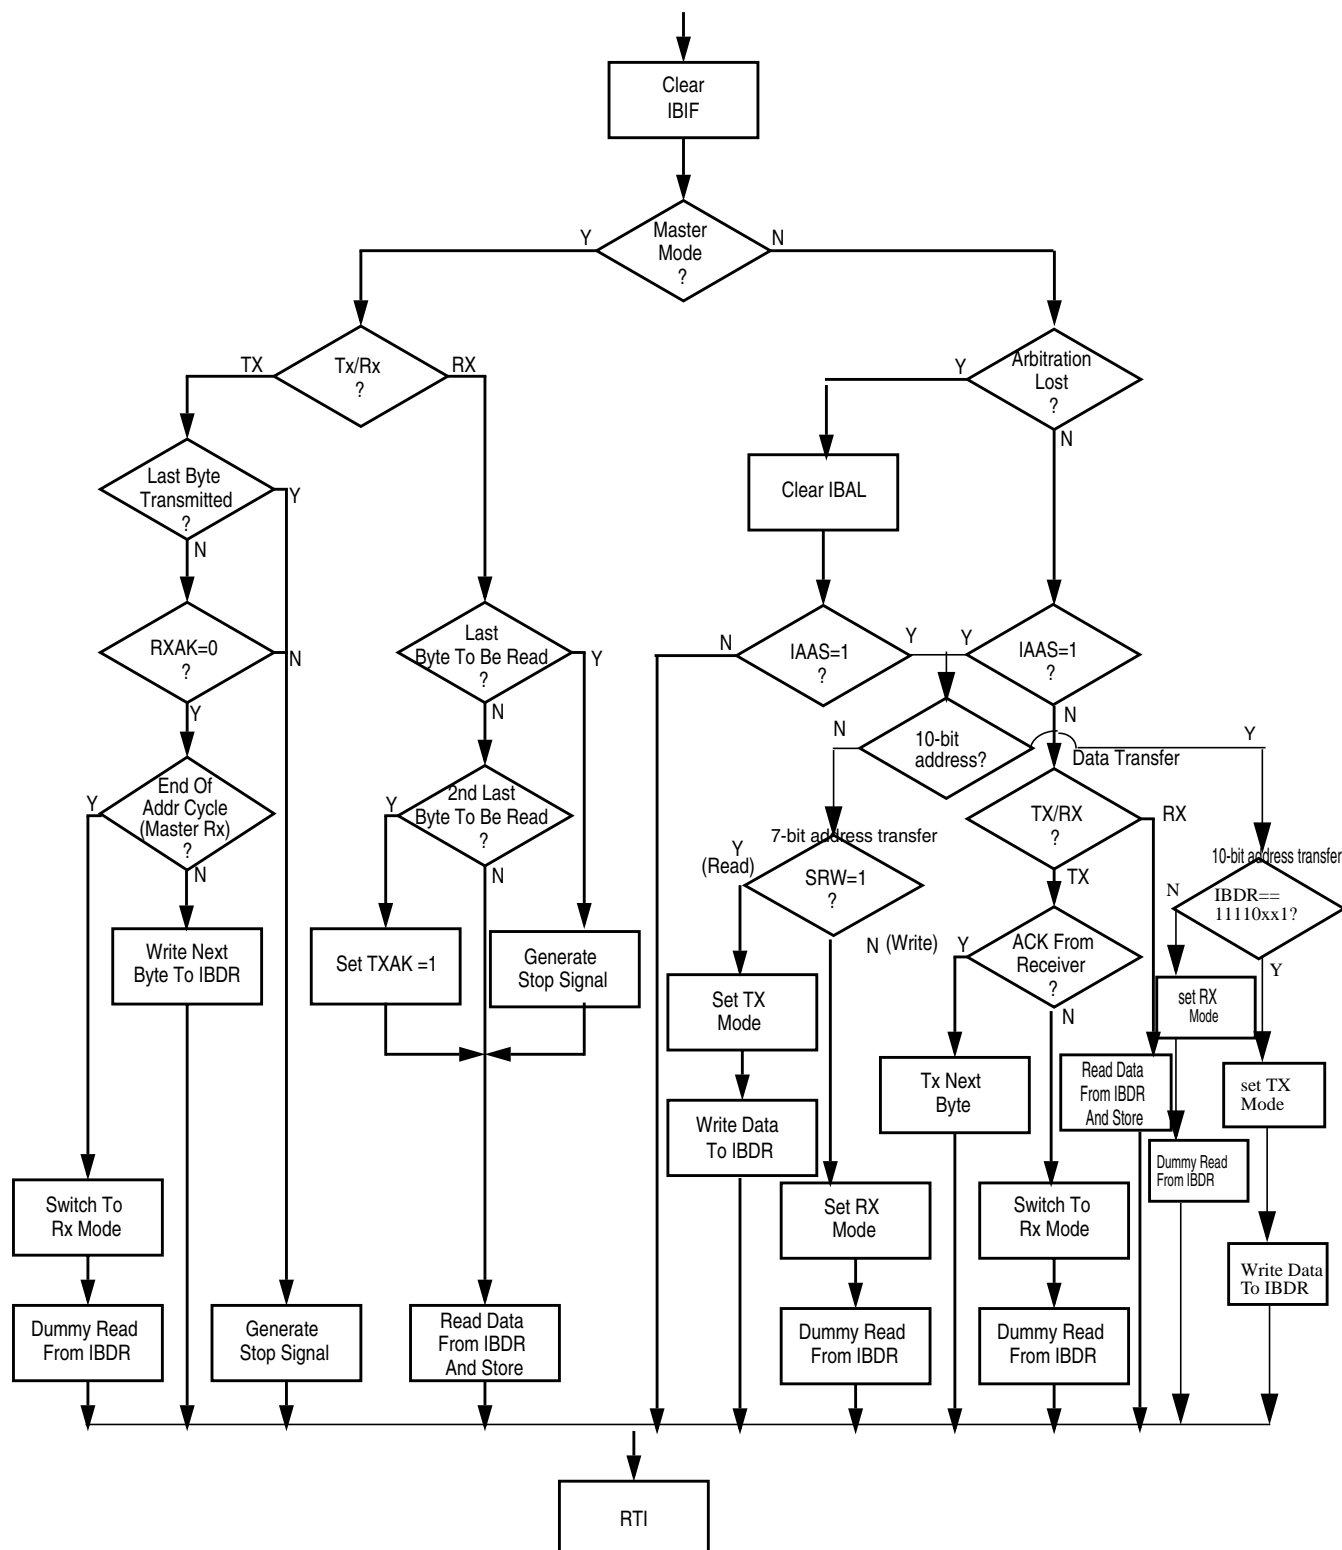 Clear
IBIF
Master
Mode
?
Y
N
Tx/Rx
?
TX
RX
Arbitration
Lost
?
Y
N
Last Byte
Transmitted
?
Y
N
Clear IBAL
RXAK=0
?
N
Y
Last
Byte To Be Read
?
Y
N
IAAS=1
?
N
Y
IAAS=1
?
Y
N
10-bit
address?
N
Y
Data Transfer
End Of
Addr Cycle
(Master Rx)
?
Y
N
2nd Last
Byte To Be Read
?
Y
N
7-bit address transfer
SRW=1
?
Y
(Read)
N (Write)
TX/RX
?
RX
TX
10-bit address transfer
IBDR==
11110xx1?
N
Y
Write Next
Byte To IBDR
Set TXAK =1
Generate
Stop Signal
Set TX
Mode
ACK From
Receiver
?
Y
N
set RX
Mode
Tx Next
Byte
Read Data
From IBDR
And Store
set TX
Mode
Write Data
To IBDR
Dummy Read
From IBDR
Switch To
Rx Mode
Set RX
Mode
Switch To
Rx Mode
Write Data
To IBDR
Dummy Read
From IBDR
Generate
Stop Signal
Read Data
From IBDR
And Store
Dummy Read
From IBDR
Dummy Read
From IBDR
RTI